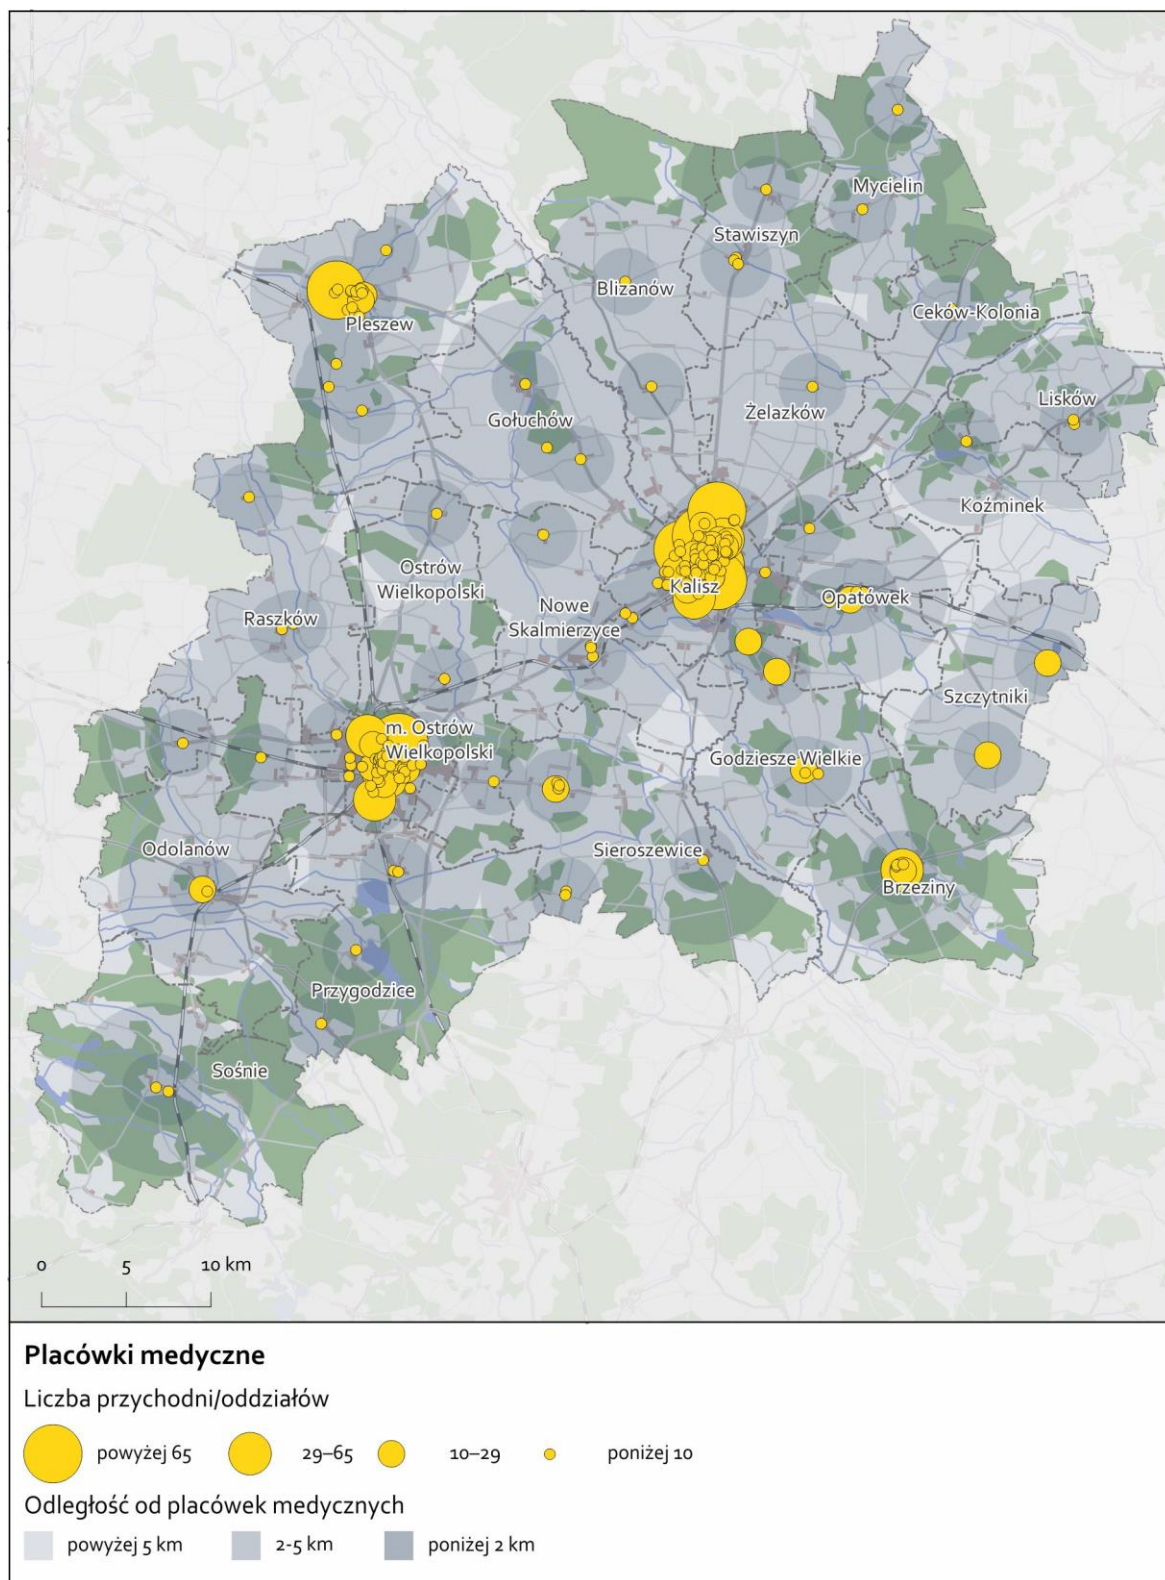 Mycielin
Stawiszyn
Blizanów
Ceków-Kolonia
Pleszew
Lisków
Żelazków
Gołuchów
Koźminek
Ostrów
Wielkopolski
Kalisz
Opatówek
Nowe
Skalmierzyce
Raszków
Szczytniki
m. Ostrów
Wielkopolski
Godziesze Wielkie
Odolanów
Sieroszewice
Brzeziny
Przygodzice
Sośnie
0 5 10 km
Placówki medyczne
Liczba przychodni/oddziałów
powyżej 65 29–65 10–29 poniżej 10
Odległość od placówek medycznych
powyżej 5 km 2-5 km poniżej 2 km